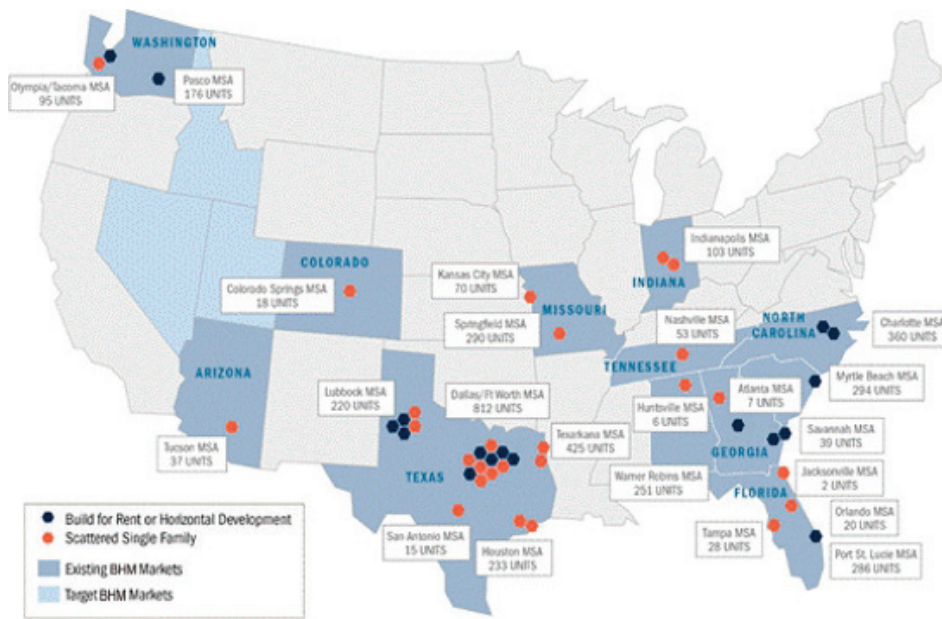 WASHINGTON
Olympia/Tacoma MSA
95 UNITS
Pasco MSA
176 UNITS
COLORADO
Colorado Springs MSA
18 UNITS
Kansas City MSA
70 UNITS
MISSOURI
Springfield MSA
290 UNITS
Indianapolis MSA
103 UNITS
INDIANA
Nashville MSA
53 UNITS
TENNESSEE
NORTH
CAROLINA
Charlotte MSA
360 UNITS
ARIZONA
Tucson MSA
37 UNITS
Lubbock MSA
220 UNITS
Dallas/Ft Worth MSA
812 UNITS
Texarkana MSA
425 UNITS
TEXAS
San Antonio MSA
15 UNITS
Houston MSA
233 UNITS
Huntsville MSA
6 UNITS
Atlanta MSA
7 UNITS
Myrtle Beach MSA
294 UNITS
GEORGIA
Savannah MSA
39 UNITS
Warner Robins MSA
251 UNITS
Jacksonville MSA
2 UNITS
FLORIDA
Orlando MSA
20 UNITS
Tampa MSA
28 UNITS
Port St. Lucie MSA
286 UNITS
Build for Rent or Horizontal Development
Scattered Single Family
Existing BHM Markets
Target BHM Markets